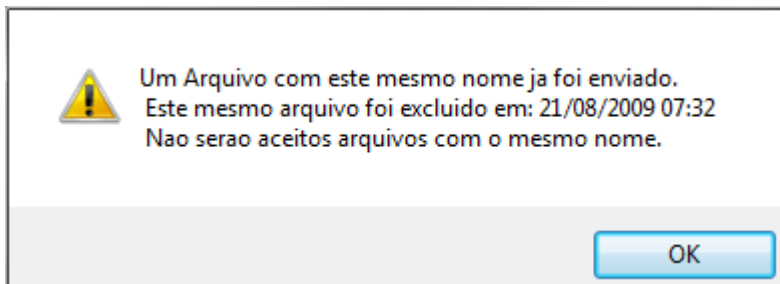 Um Arquivo com este mesmo nome ja foi enviado.
Este mesmo arquivo foi excluido em: 21/08/2009 07:32
Nao serao aceitos arquivos com o mesmo nome.
OK